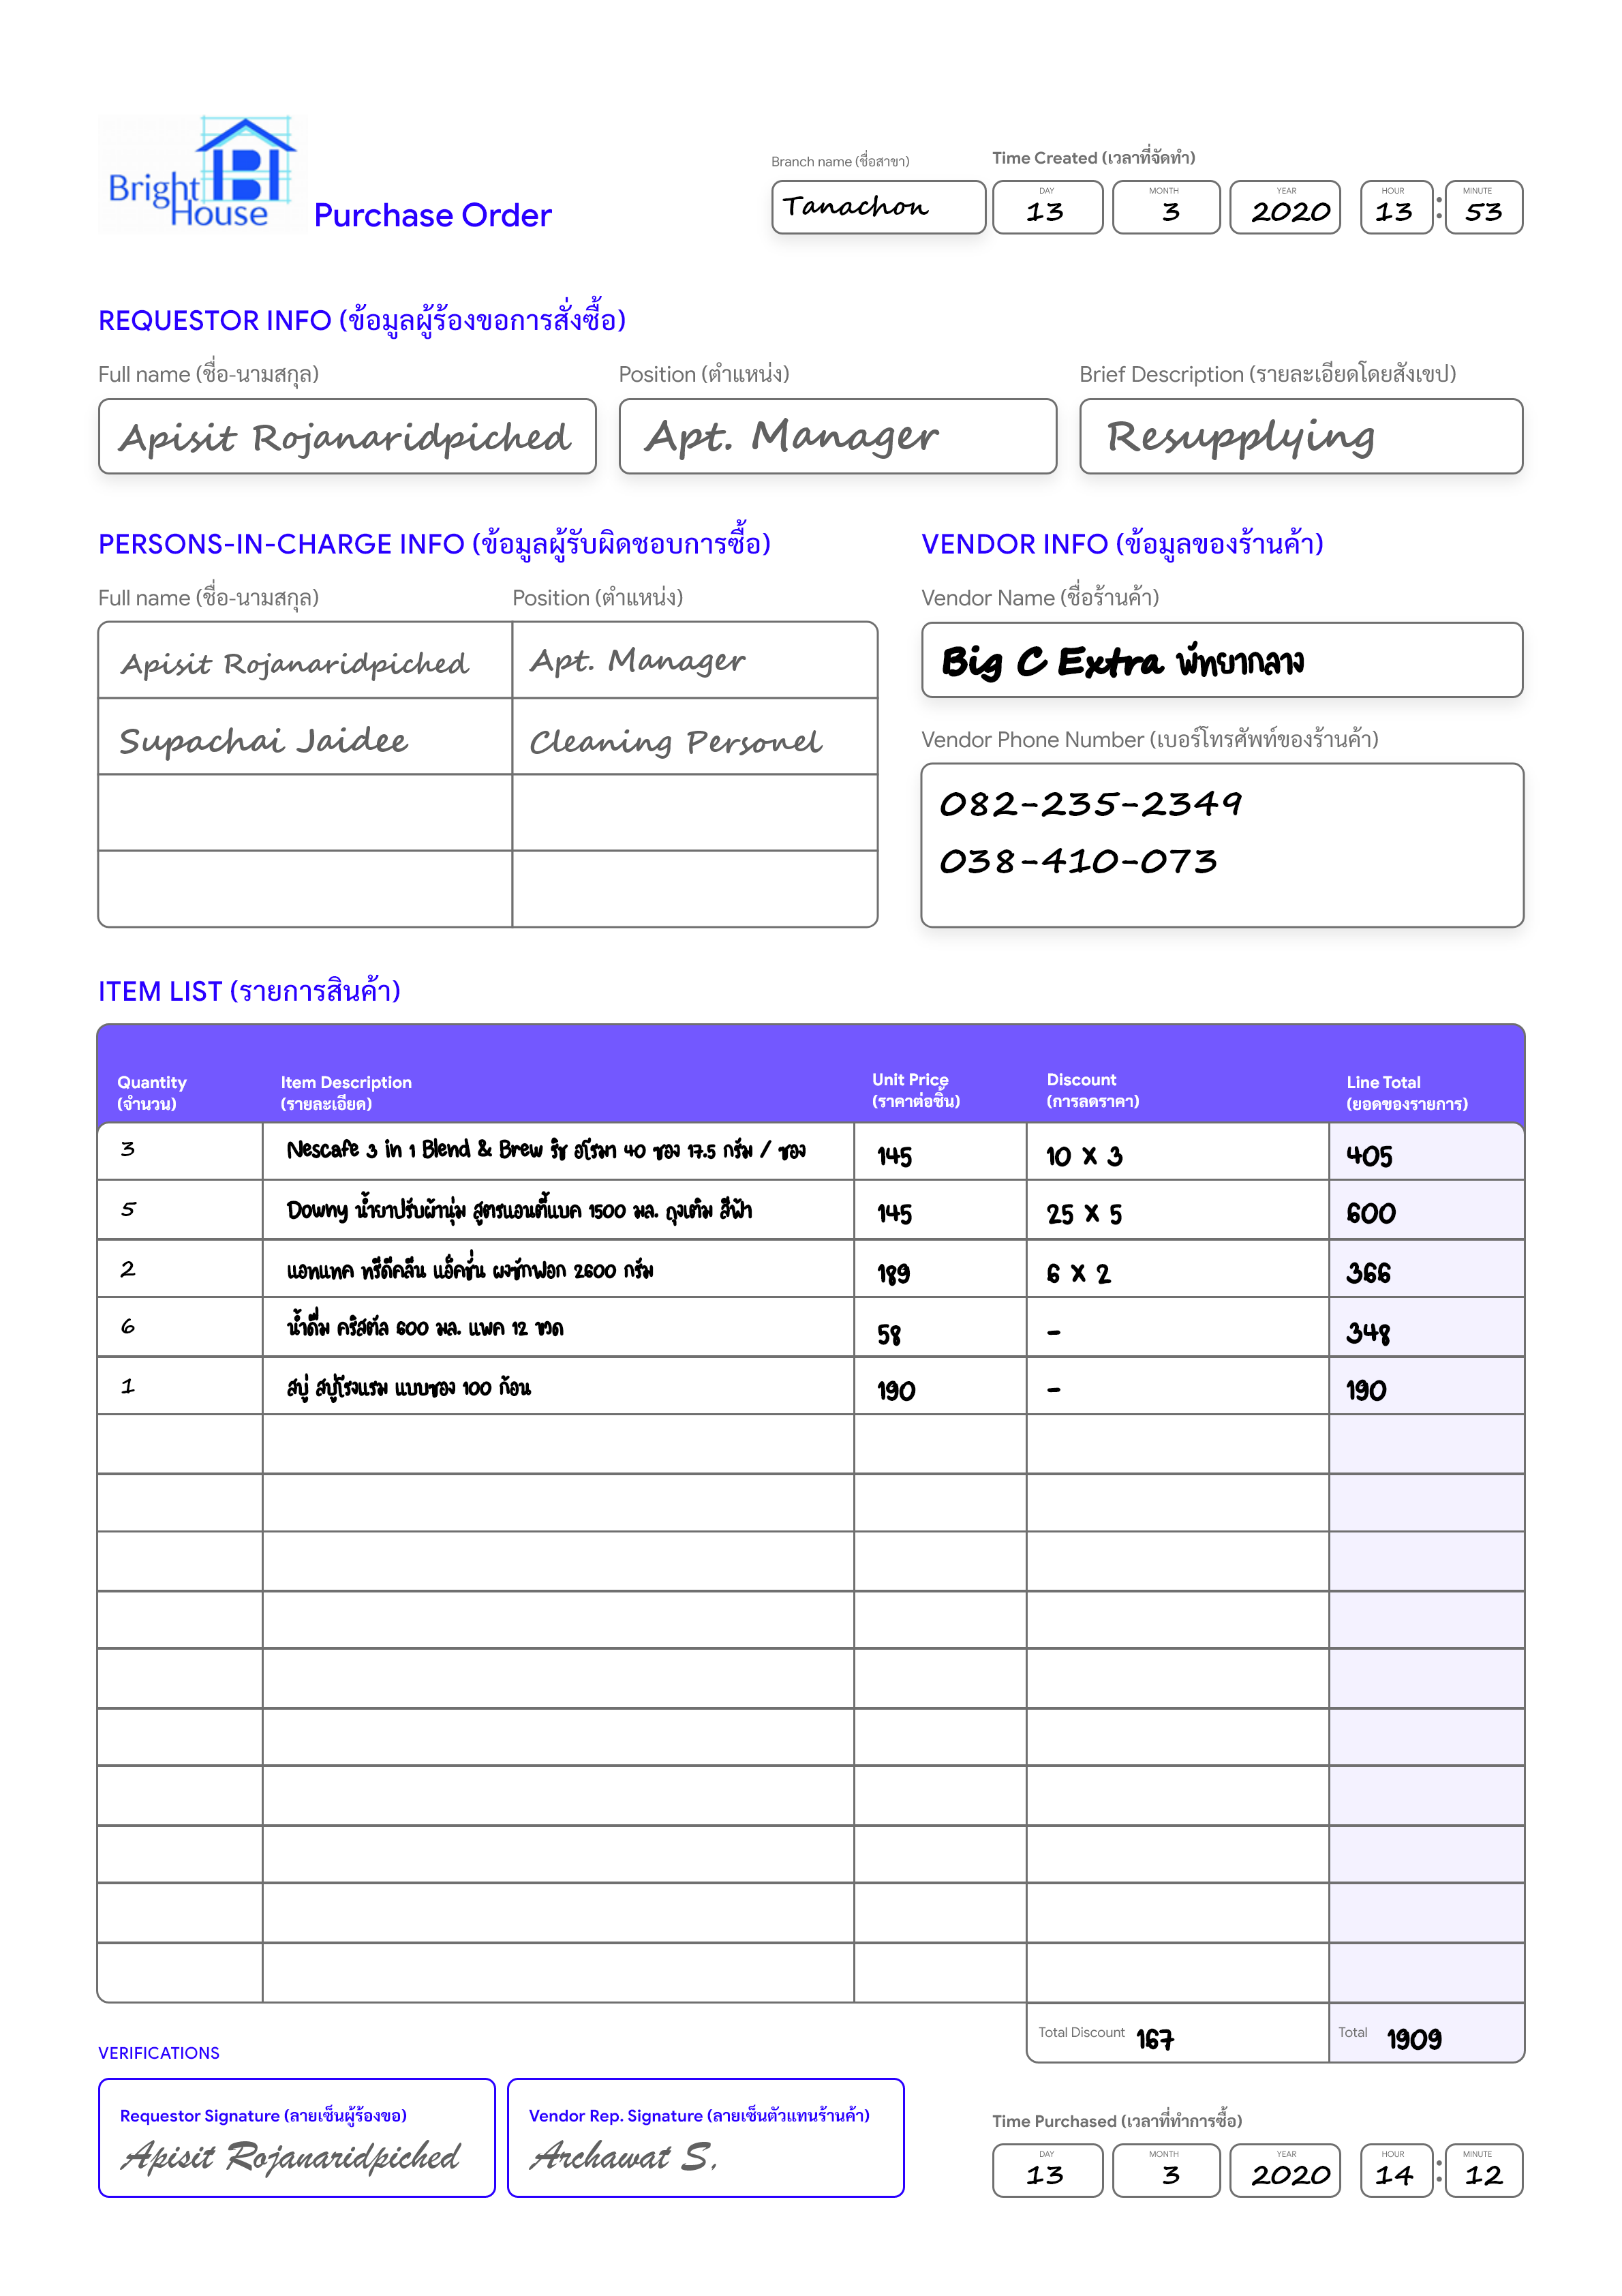 Bright House
Purchase Order
Branch name (ชื่อสาขา)
Tanachon
Time Created (เวลาที่จัดทำ)
DAY MONTH YEAR HOUR MINUTE
13 3 2020 13 : 53
REQUESTOR INFO (ข้อมูลผู้ร้องขอการสั่งซื้อ)
Full name (ชื่อ-นามสกุล) Position (ตำแหน่ง) Brief Description (รายละเอียดโดยสังเขป)
Apisit Rojanaridpiched Apt. Manager Resupplying
PERSONS-IN-CHARGE INFO (ข้อมูลผู้รับผิดชอบการซื้อ)
Full name (ชื่อ-นามสกุล) Position (ตำแหน่ง)
Apisit Rojanaridpiched Apt. Manager
Supachai Jaidee Cleaning Personel
VENDOR INFO (ข้อมูลของร้านค้า)
Vendor Name (ชื่อร้านค้า)
Big C Extra พัทยากลาง
Vendor Phone Number (เบอร์โทรศัพท์ของร้านค้า)
082-235-2349
038-410-073
ITEM LIST (รายการสินค้า)
Quantity Item Description Unit Price Discount Line Total
(จำนวน) (รายละเอียด) (ราคาต่อชิ้น) (การลดราคา) (ยอดของรายการ)
3 Nescafe 3 in 1 Blend & Brew ริช อโรมา 40 ซอง 17.5 กรัม / ซอง 145 10 X 3 405
5 Downy น้ำยาปรับผ้านุ่ม สูตรแอนตี้แบค 1500 มล. ถุงเติม สีฟ้า 145 25 X 5 600
2 แอทแทค ทรีดีคลีน แอ็คชั่น ผงซักฟอก 2600 กรัม 189 6 X 2 366
6 น้ำดื่ม คริสตัล 600 มล. แพค 12 ขวด 58 - 348
1 สบู่ สบู่โรงแรม แบบซอง 100 ก้อน 190 - 190
Total Discount 167 Total 1909
VERIFICATIONS
Requestor Signature (ลายเซ็นผู้ร้องขอ)
Apisit Rojanaridpiched
Vendor Rep. Signature (ลายเซ็นตัวแทนร้านค้า)
Archawat S.
Time Purchased (เวลาที่ทำการซื้อ)
DAY MONTH YEAR HOUR MINUTE
13 3 2020 14 : 12